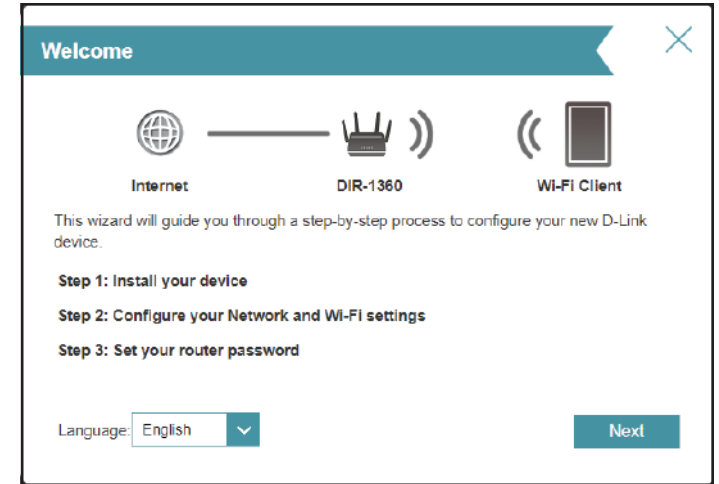 Welcome
Internet
DIR-1360
Wi-Fi Client
This wizard will guide you through a step-by-step process to configure your new D-Link
device.
Step 1: Install your device
Step 2: Configure your Network and Wi-Fi settings
Step 3: Set your router password
Language: English
Next